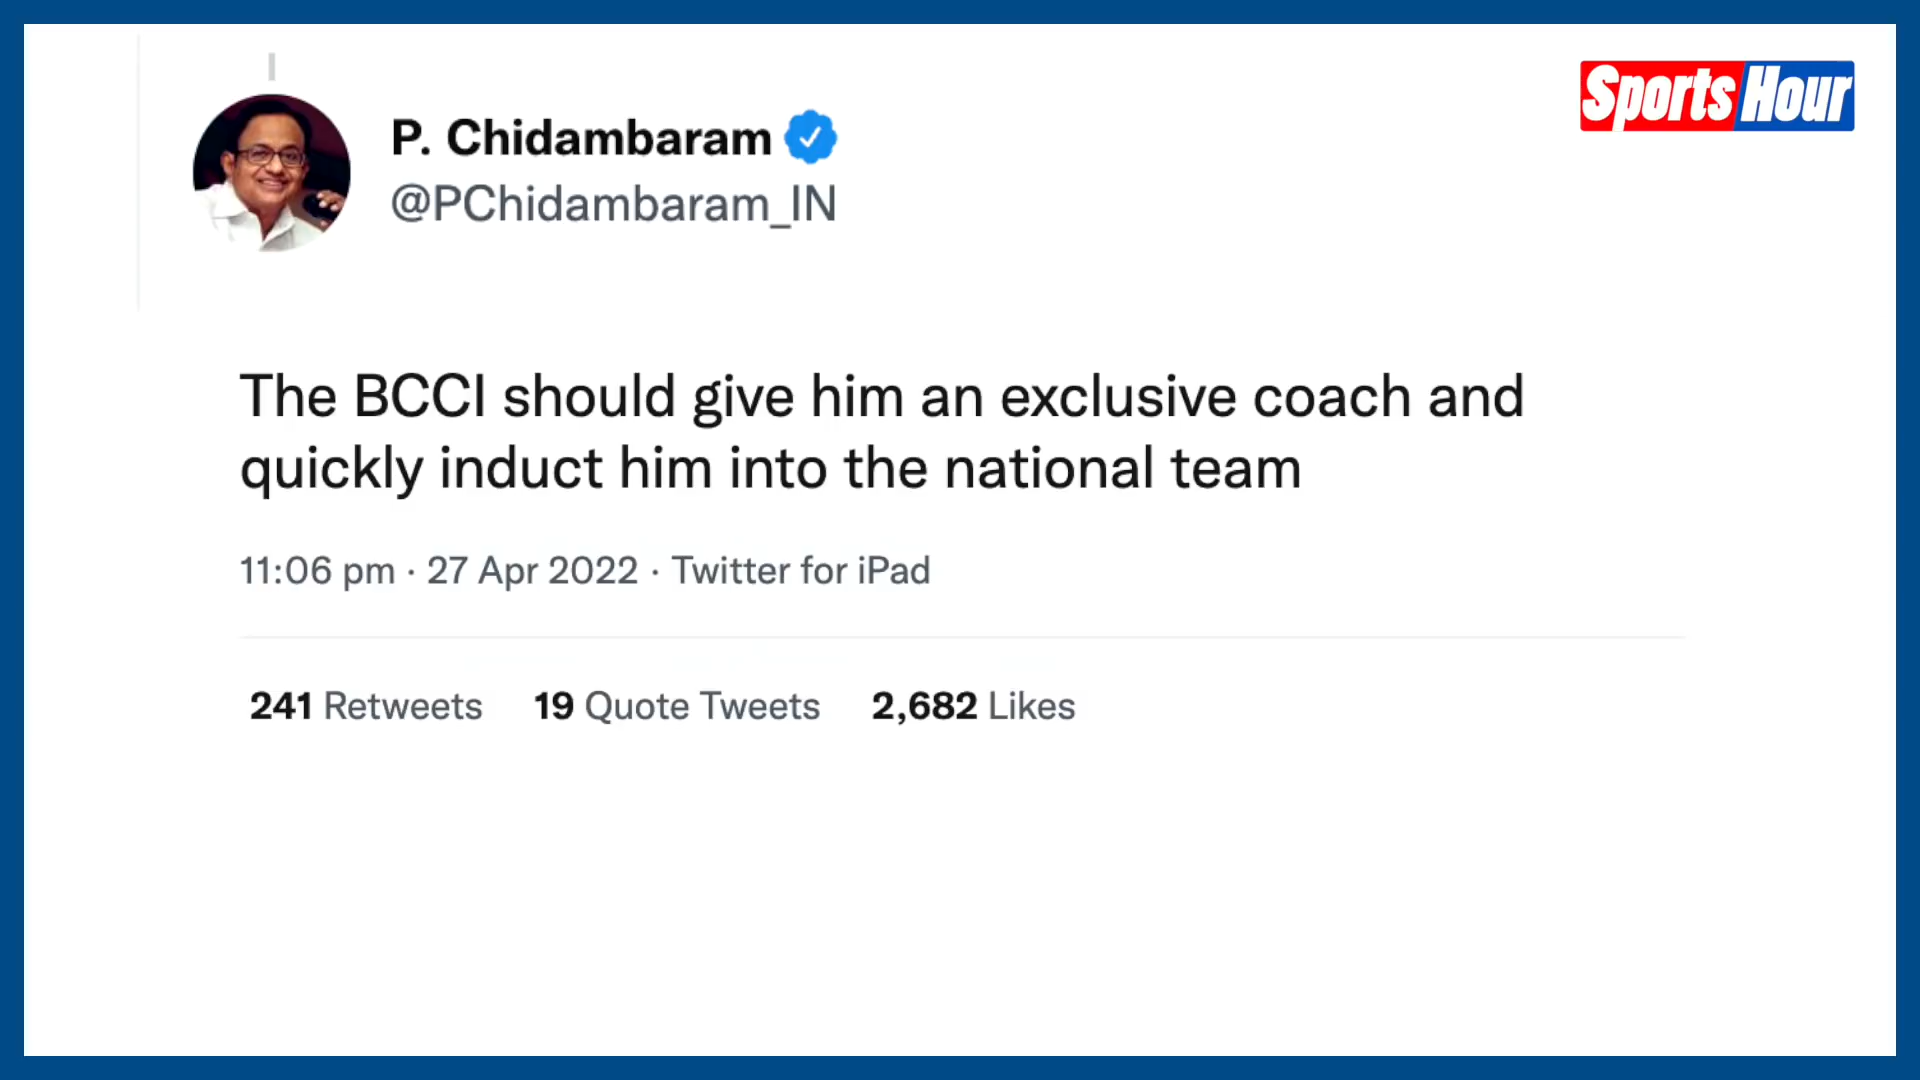 SportsHour
P. Chidambaram
@PChidambaram_IN
The BCCI should give him an exclusive coach and
quickly induct him into the national team
11:06 pm · 27 Apr 2022 · Twitter for iPad
241 Retweets 19 Quote Tweets 2,682 Likes